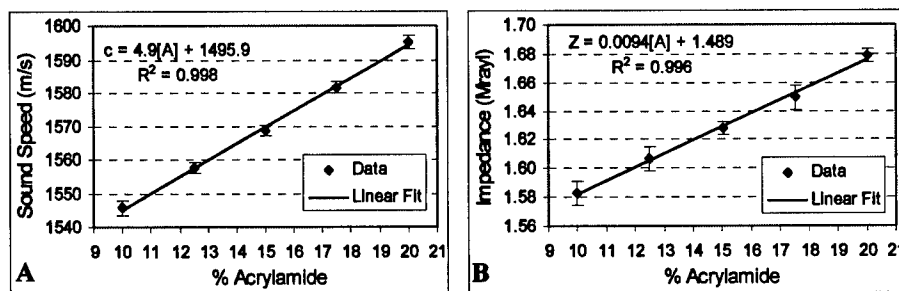 1600
1590
1580
1570
1560
1550
1540
9 10 11 12 13 14 15 16 17 18 19 20 21
Sound Speed (m/s)
% Acrylamide
c = 4.9[A] + 1495.9
R² = 0.998
Data
Linear Fit
A
1.70
1.68
1.66
1.64
1.62
1.60
1.58
1.56
9 10 11 12 13 14 15 16 17 18 19 20 21
Impedance (Mrayl)
% Acrylamide
Z = 0.0094[A] + 1.489
R² = 0.996
Data
Linear Fit
B